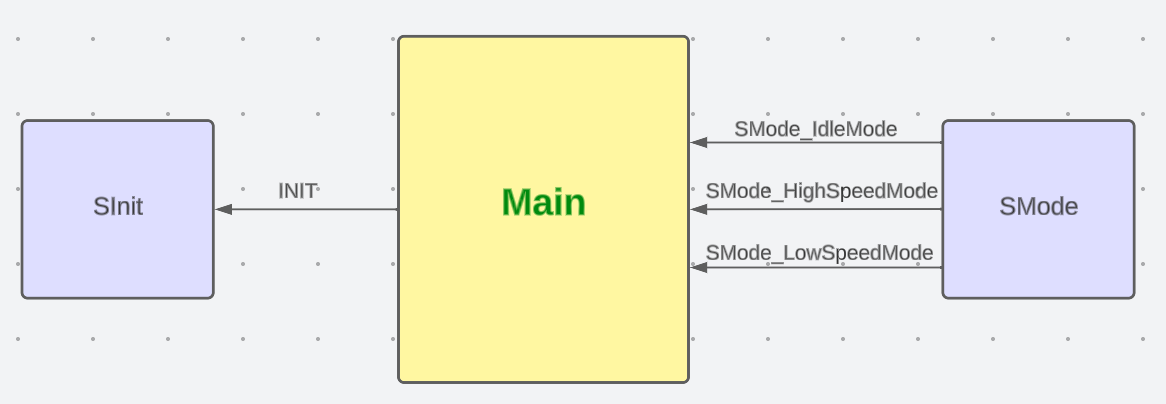 SInit
INIT
Main
SMode_IdleMode
SMode_HighSpeedMode
SMode_LowSpeedMode
SMode